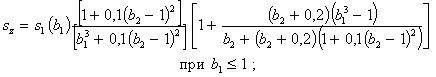 s_z = s_1(b_1) [1+0,1(b_2−1)^2] / [b_1^3+0,1(b_2−1)^2] [1 + (b_2+0,2)(b_1^3−1) / (b_2+(b_2+0,2)(1+0,1(b_2−1)^2))]
при b_1 ≤ 1 ;